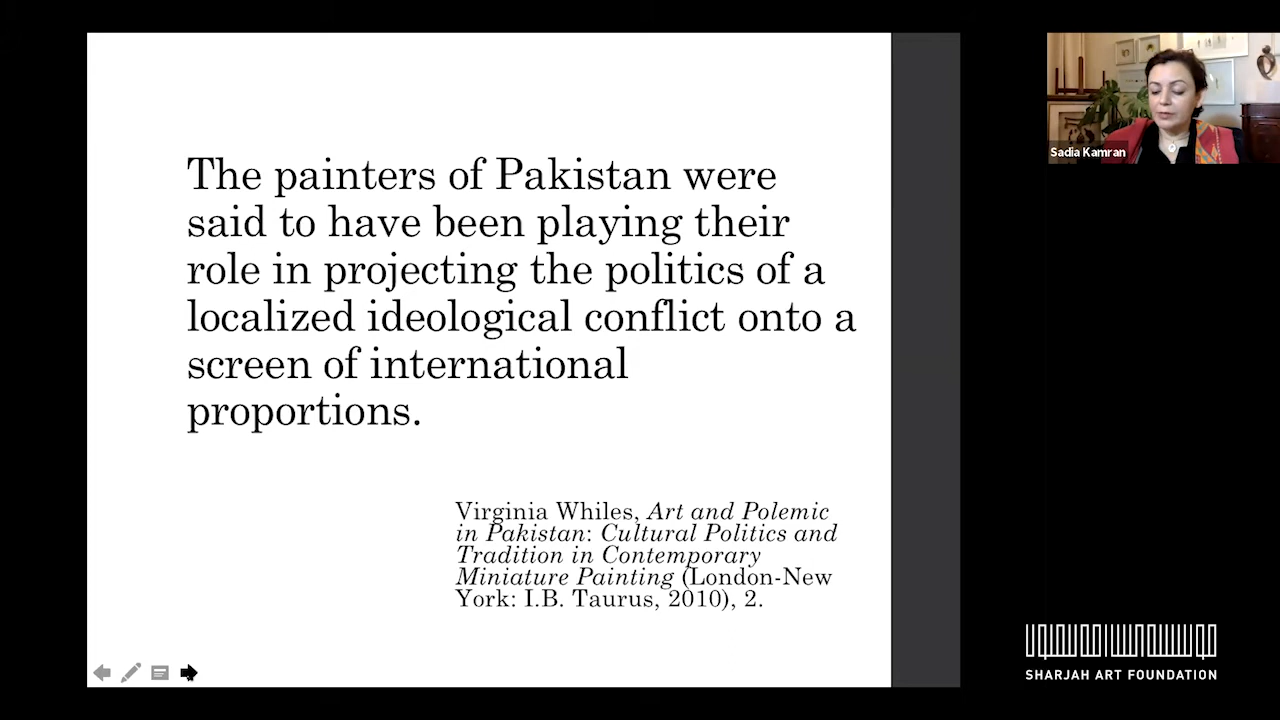 The painters of Pakistan were
said to have been playing their
role in projecting the politics of a
localized ideological conflict onto a
screen of international
proportions.
Virginia Whiles, Art and Polemic
in Pakistan: Cultural Politics and
Tradition in Contemporary
Miniature Painting (London-New
York: I.B. Taurus, 2010), 2.
Sadia Kamran
SHARJAH ART FOUNDATION